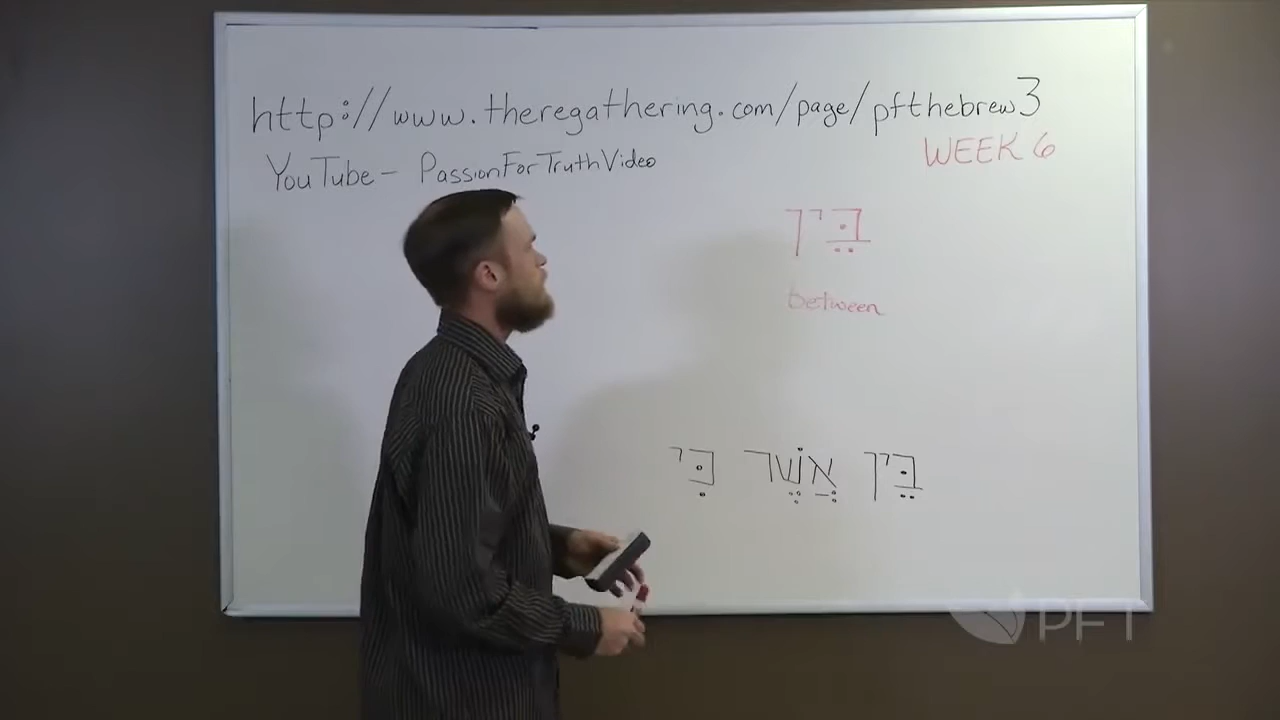 http://www.theregathering.com/page/pfthebrew3
WEEK 6
YouTube- PassionForTruthVideo
בֵּין
between
בֵּין אֲשֶׁר כִּי
PFT